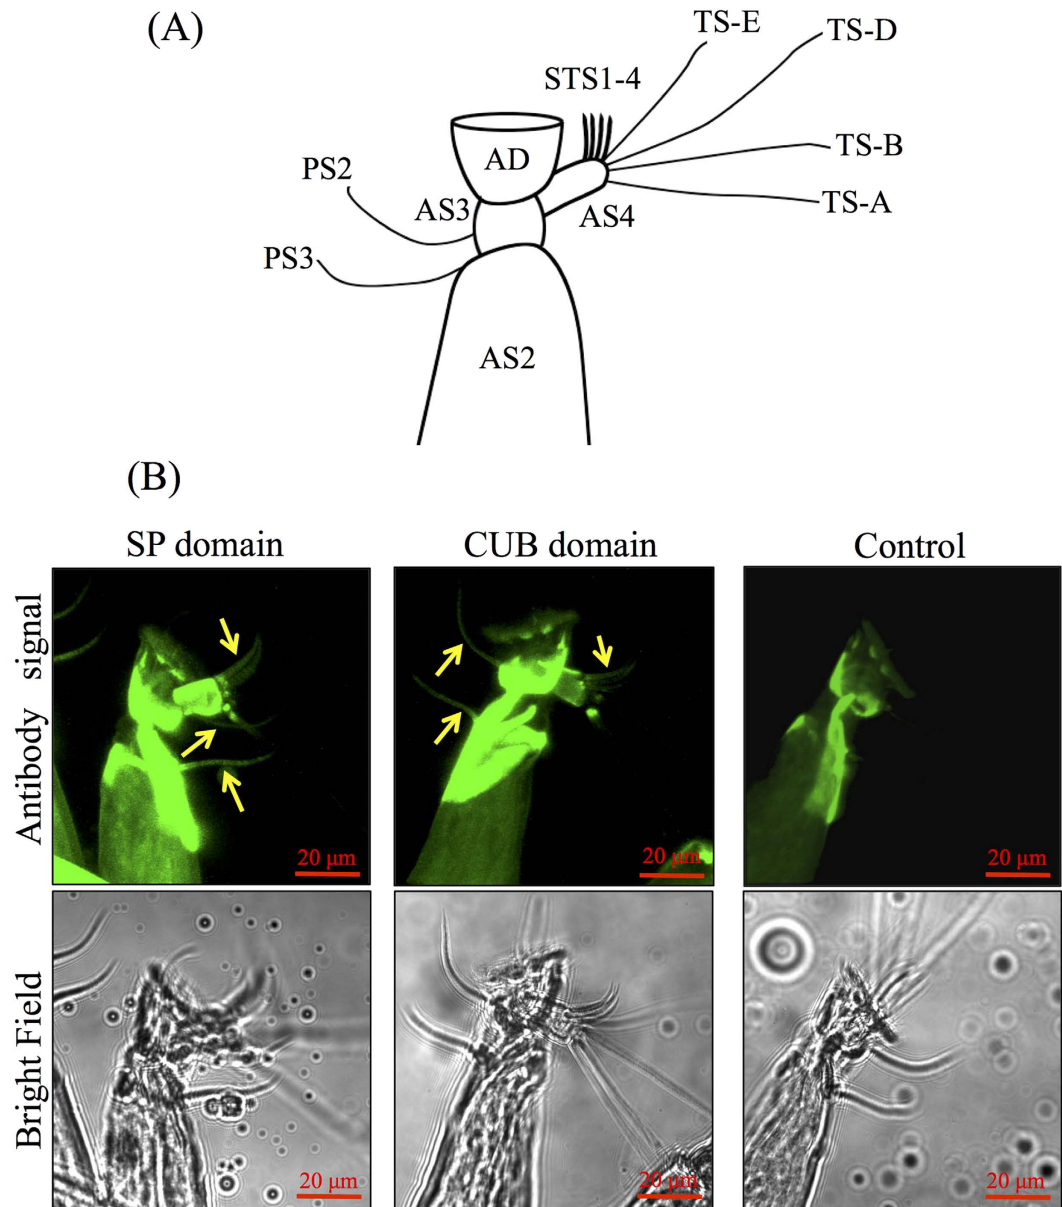 (A)
TS-E
TS-D
STS1-4
TS-B
AD
PS2
TS-A
AS3
AS4
PS3
AS2
(B)
SP domain
CUB domain
Control
Antibody signal
20 μm
20 μm
20 μm
Bright Field
20 μm
20 μm
20 μm